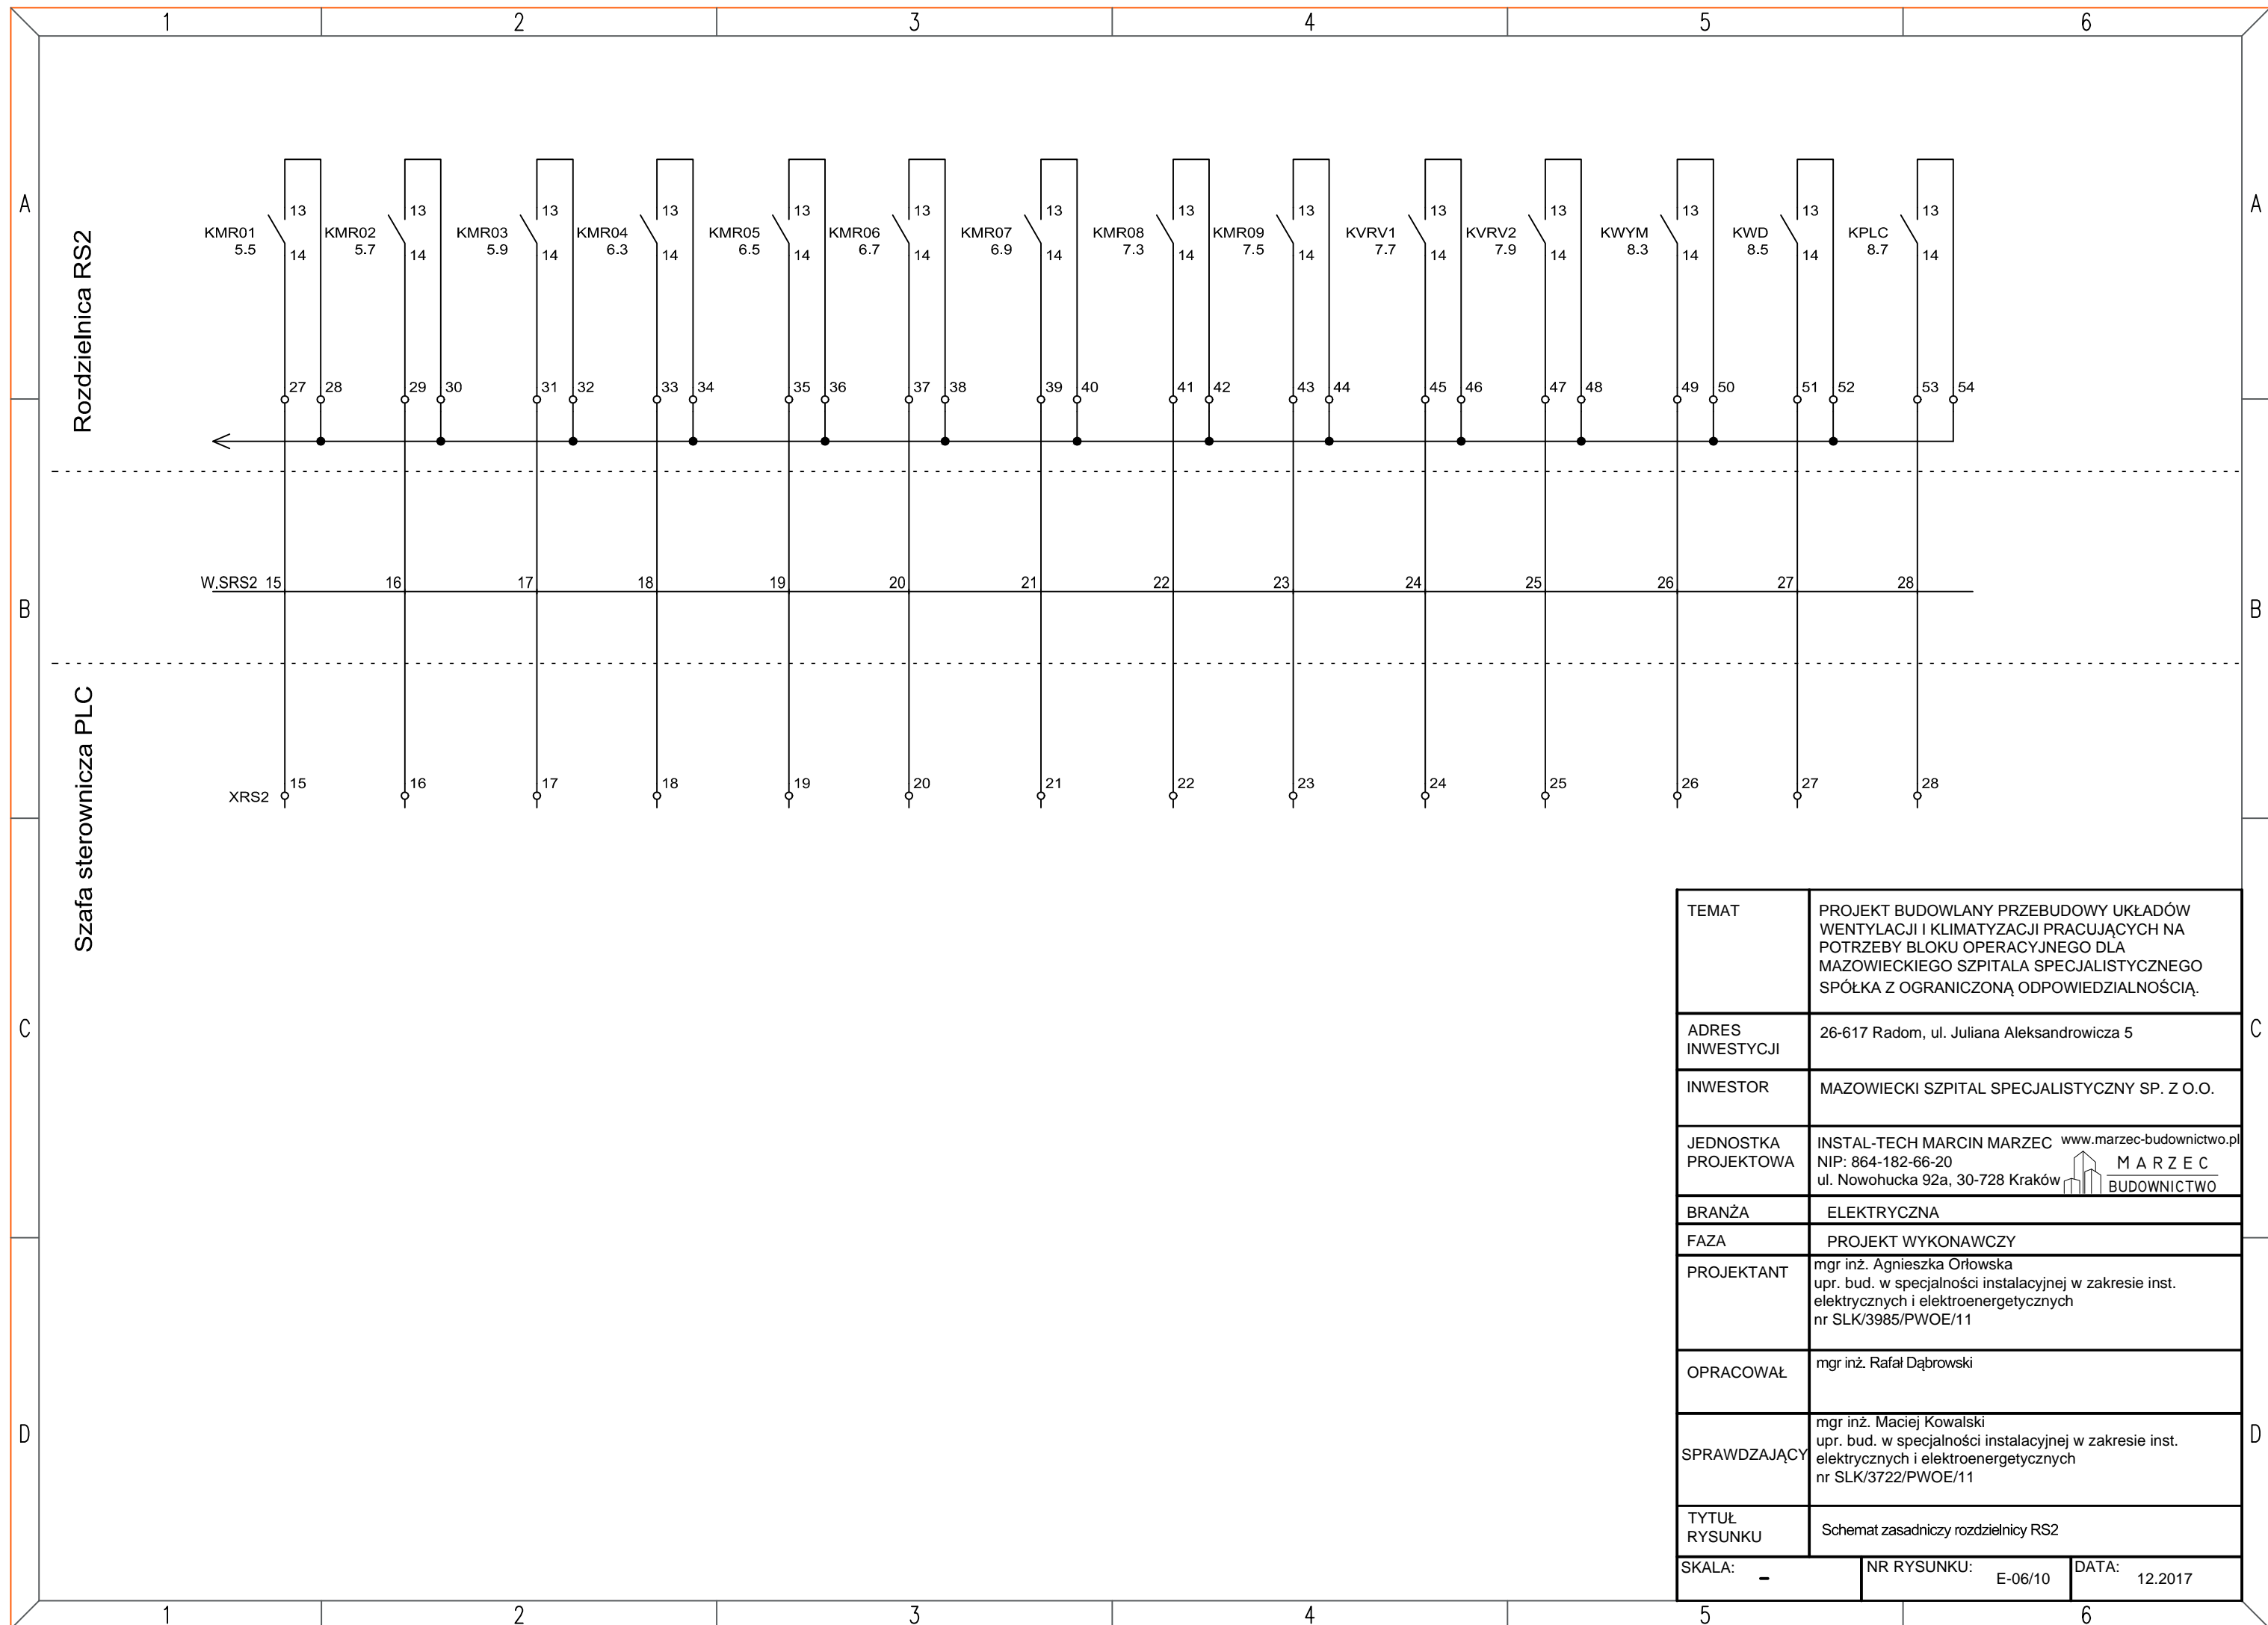 1 2 3 4 5 6
A A
Rozdzielnica RS2
13 13 13 13 13 13 13 13 13 13 13 13 13 13
KMR01 KMR02 KMR03 KMR04 KMR05 KMR06 KMR07 KMR08 KMR09 KVRV1 KVRV2 KWYM KWD KPLC
5.5 5.7 5.9 6.3 6.5 6.7 6.9 7.3 7.5 7.7 7.9 8.3 8.5 8.7
14 14 14 14 14 14 14 14 14 14 14 14 14 14
27 28 29 30 31 32 33 34 35 36 37 38 39 40 41 42 43 44 45 46 47 48 49 50 51 52 53 54
W.SRS2 15 16 17 18 19 20 21 22 23 24 25 26 27 28
B B
Szafa sterownicza PLC
15 16 17 18 19 20 21 22 23 24 25 26 27 28
XRS2
TEMAT
PROJEKT BUDOWLANY PRZEBUDOWY UKŁADÓW
WENTYLACJI I KLIMATYZACJI PRACUJĄCYCH NA
POTRZEBY BLOKU OPERACYJNEGO DLA
MAZOWIECKIEGO SZPITALA SPECJALISTYCZNEGO
SPÓŁKA Z OGRANICZONĄ ODPOWIEDZIALNOŚCIĄ.
C C
ADRES
INWESTYCJI
26-617 Radom, ul. Juliana Aleksandrowicza 5
INWESTOR
MAZOWIECKI SZPITAL SPECJALISTYCZNY SP. Z O.O.
JEDNOSTKA
PROJEKTOWA
INSTAL-TECH MARCIN MARZEC www.marzec-budownictwo.pl
NIP: 864-182-66-20
ul. Nowohucka 92a, 30-728 Kraków
MARZEC
BUDOWNICTWO
BRANŻA
ELEKTRYCZNA
FAZA
PROJEKT WYKONAWCZY
PROJEKTANT
mgr inż. Agnieszka Orłowska
upr. bud. w specjalności instalacyjnej w zakresie inst.
elektrycznych i elektroenergetycznych
nr SLK/3985/PWOE/11
OPRACOWAŁ
mgr inż. Rafał Dąbrowski
D D
SPRAWDZAJĄCY
mgr inż. Maciej Kowalski
upr. bud. w specjalności instalacyjnej w zakresie inst.
elektrycznych i elektroenergetycznych
nr SLK/3722/PWOE/11
TYTUŁ
RYSUNKU
Schemat zasadniczy rozdzielnicy RS2
SKALA: -
NR RYSUNKU: E-06/10
DATA: 12.2017
1 2 3 4 5 6